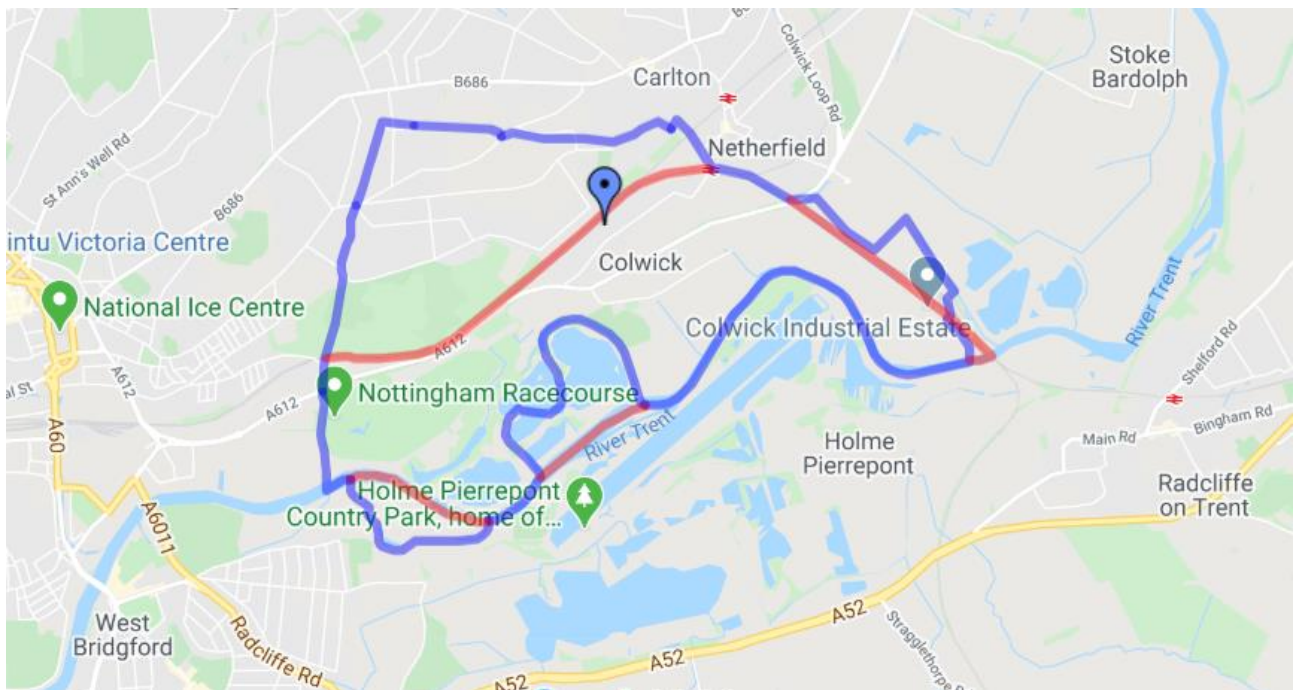 Stoke
Bardolph
Carlton
Colwick Loop Rd
B686
Netherfield
St Ann's Well Rd
B686
River Trent
intu Victoria Centre
Colwick
National Ice Centre
A612
Colwick Industrial Estate
Shelford Rd
A612
Nottingham Racecourse
A612
A60
River Trent
Main Rd
Bingham Rd
Holme
Pierrepont
Radcliffe
on Trent
Holme Pierrepont
Country Park, home of...
A6011
A52
West
Bridgford
Radcliffe Rd
A52
A52